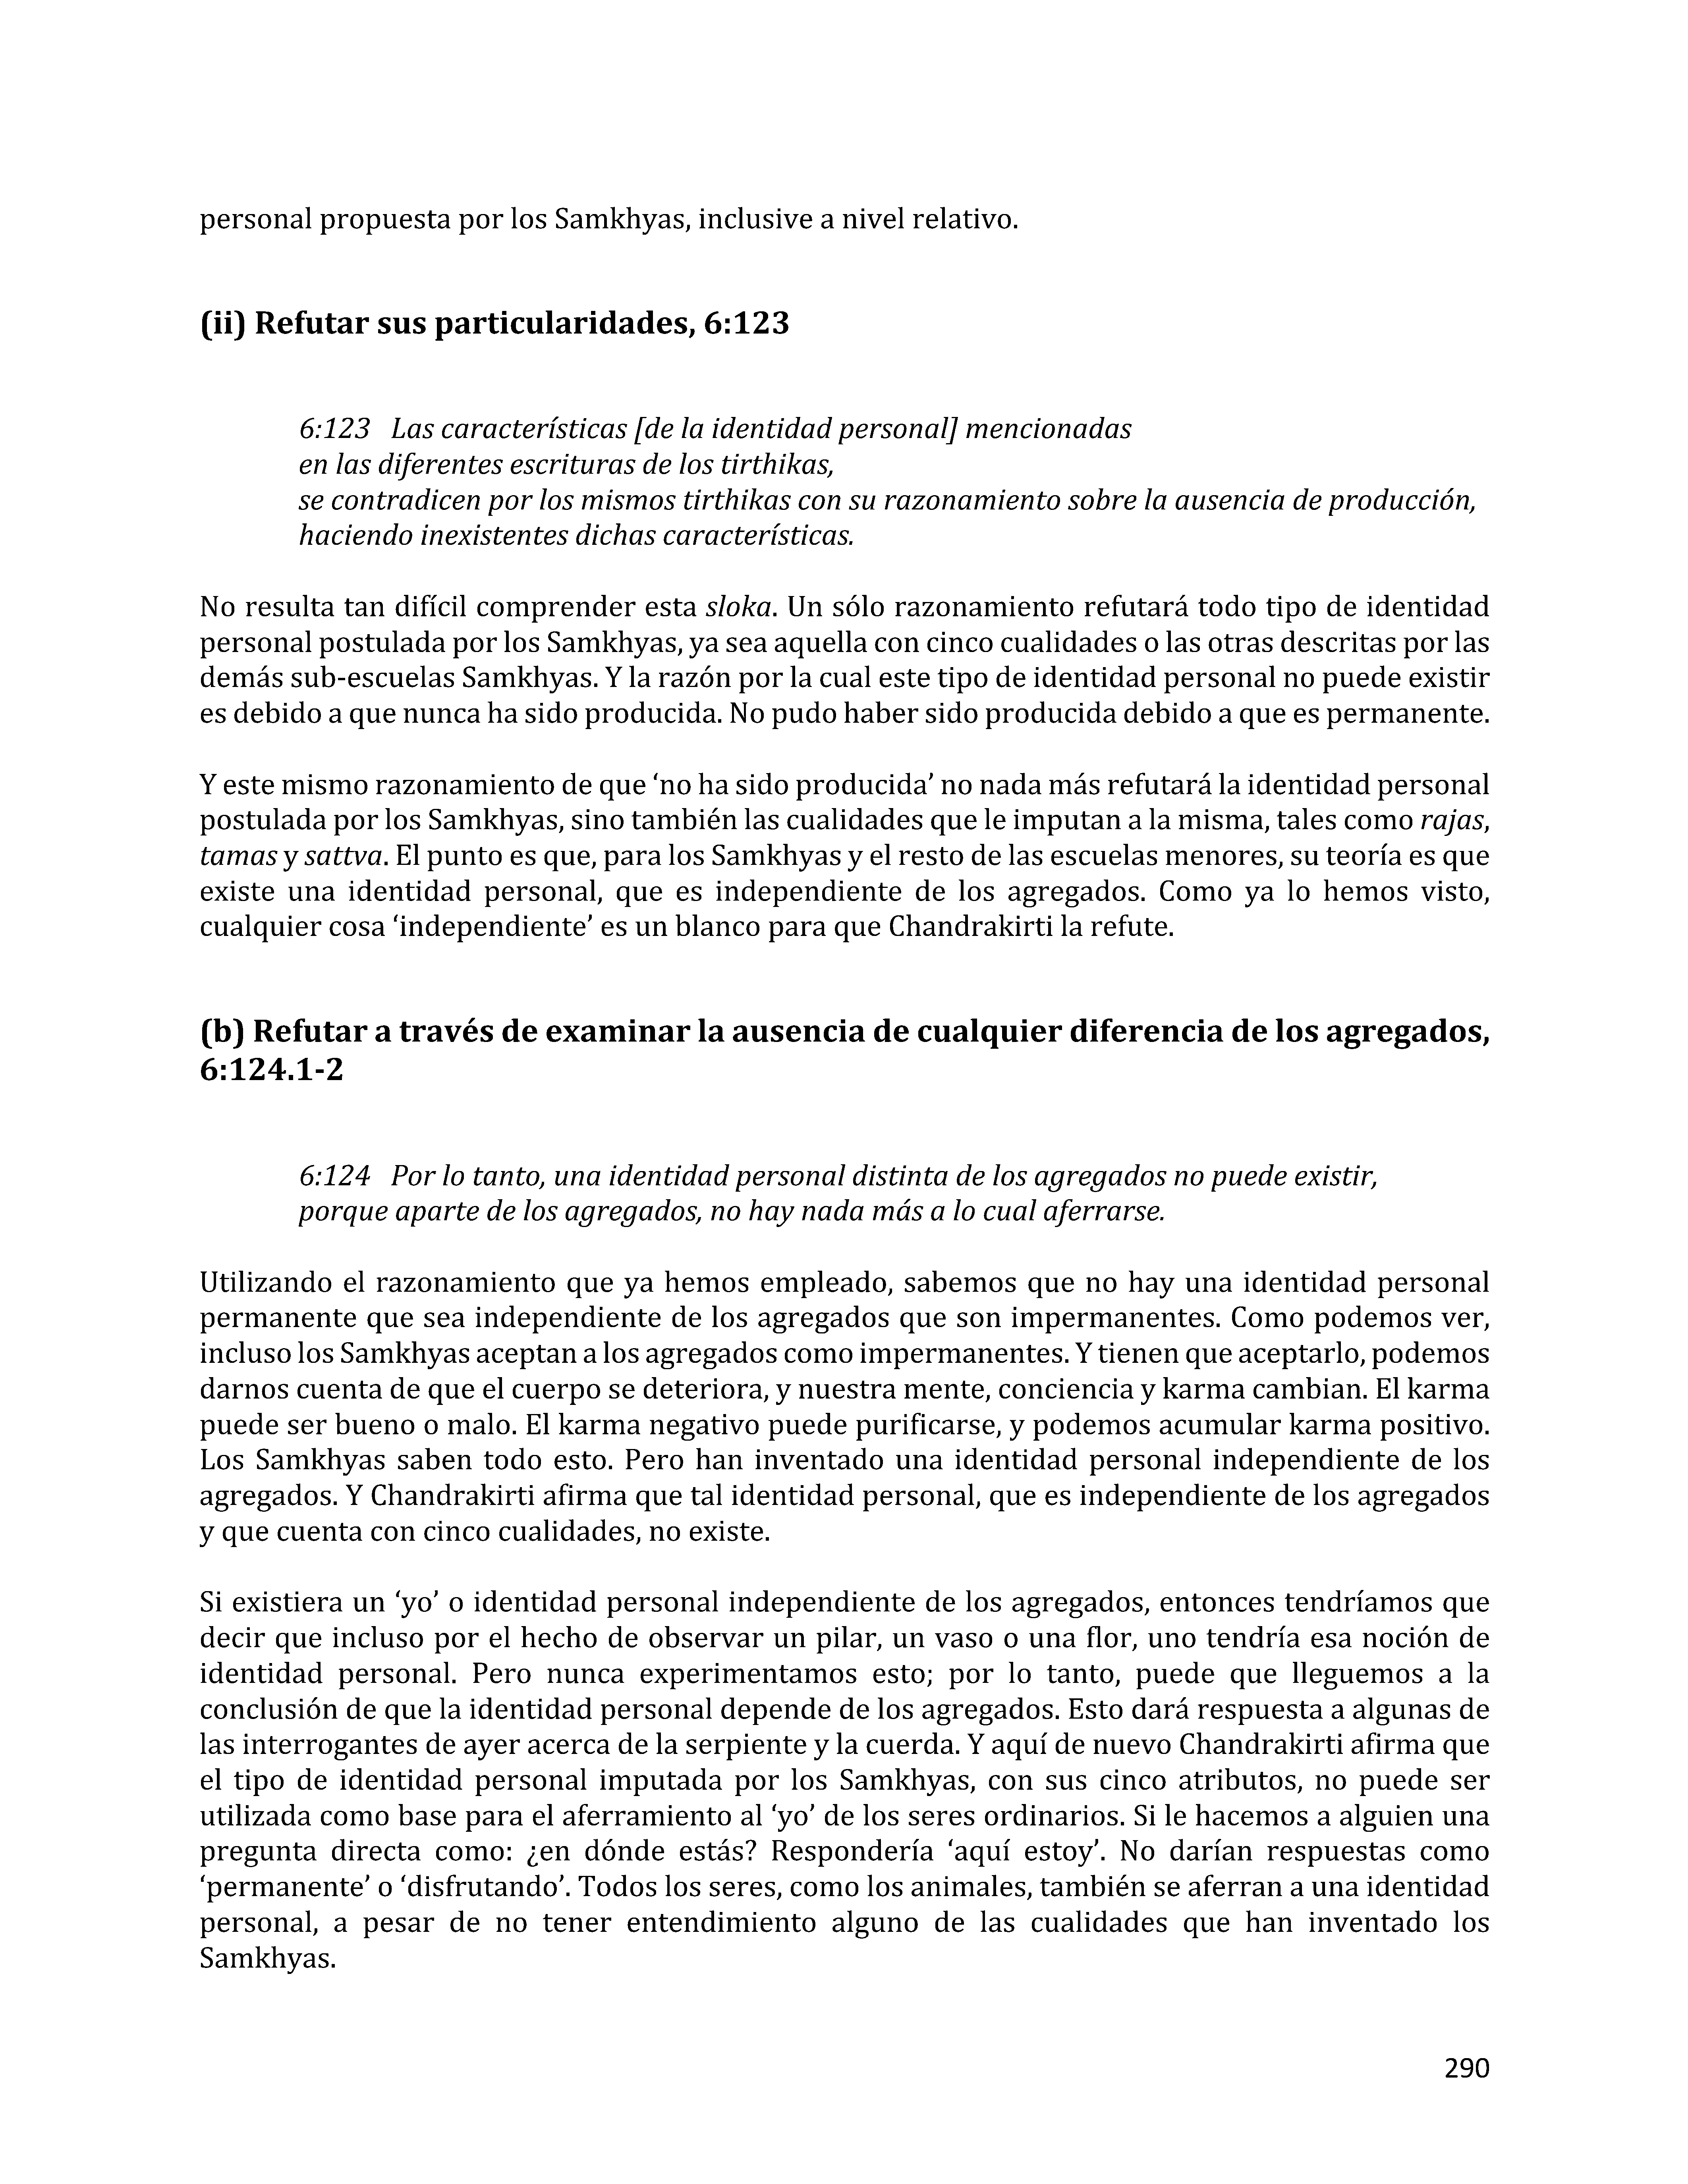 personal propuesta por los Samkhyas, inclusive a nivel relativo.
(ii) Refutar sus particularidades, 6:123
6:123 Las características [de la identidad personal] mencionadas
en las diferentes escrituras de los tirthikas,
se contradicen por los mismos tirthikas con su razonamiento sobre la ausencia de producción,
haciendo inexistentes dichas características.
No resulta tan difícil comprender esta sloka. Un sólo razonamiento refutará todo tipo de identidad
personal postulada por los Samkhyas, ya sea aquella con cinco cualidades o las otras descritas por las
demás sub-escuelas Samkhyas. Y la razón por la cual este tipo de identidad personal no puede existir
es debido a que nunca ha sido producida. No pudo haber sido producida debido a que es permanente.
Y este mismo razonamiento de que ‘no ha sido producida’ no nada más refutará la identidad personal
postulada por los Samkhyas, sino también las cualidades que le imputan a la misma, tales como rajas,
tamas y sattva. El punto es que, para los Samkhyas y el resto de las escuelas menores, su teoría es que
existe una identidad personal, que es independiente de los agregados. Como ya lo hemos visto,
cualquier cosa ‘independiente’ es un blanco para que Chandrakirti la refute.
(b) Refutar a través de examinar la ausencia de cualquier diferencia de los agregados,
6:124.1-2
6:124 Por lo tanto, una identidad personal distinta de los agregados no puede existir,
porque aparte de los agregados, no hay nada más a lo cual aferrarse.
Utilizando el razonamiento que ya hemos empleado, sabemos que no hay una identidad personal
permanente que sea independiente de los agregados que son impermanentes. Como podemos ver,
incluso los Samkhyas aceptan a los agregados como impermanentes. Y tienen que aceptarlo, podemos
darnos cuenta de que el cuerpo se deteriora, y nuestra mente, conciencia y karma cambian. El karma
puede ser bueno o malo. El karma negativo puede purificarse, y podemos acumular karma positivo.
Los Samkhyas saben todo esto. Pero han inventado una identidad personal independiente de los
agregados. Y Chandrakirti afirma que tal identidad personal, que es independiente de los agregados
y que cuenta con cinco cualidades, no existe.
Si existiera un ‘yo’ o identidad personal independiente de los agregados, entonces tendríamos que
decir que incluso por el hecho de observar un pilar, un vaso o una flor, uno tendría esa noción de
identidad personal. Pero nunca experimentamos esto; por lo tanto, puede que lleguemos a la
conclusión de que la identidad personal depende de los agregados. Esto dará respuesta a algunas de
las interrogantes de ayer acerca de la serpiente y la cuerda. Y aquí de nuevo Chandrakirti afirma que
el tipo de identidad personal imputada por los Samkhyas, con sus cinco atributos, no puede ser
utilizada como base para el aferramiento al ‘yo’ de los seres ordinarios. Si le hacemos a alguien una
pregunta directa como: ¿en dónde estás? Respondería ‘aquí estoy’. No darían respuestas como
‘permanente’ o ‘disfrutando’. Todos los seres, como los animales, también se aferran a una identidad
personal, a pesar de no tener entendimiento alguno de las cualidades que han inventado los
Samkhyas.
290